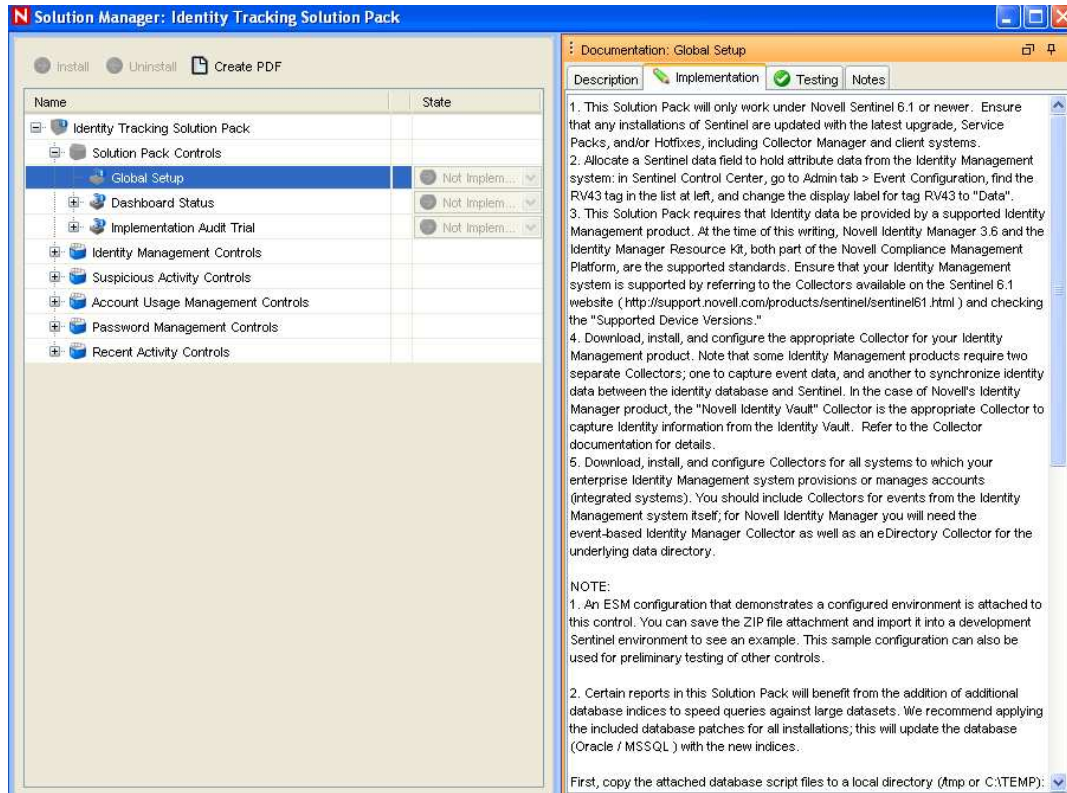 Solution Manager: Identity Tracking Solution Pack
Install Uninstall Create PDF
Name State
Identity Tracking Solution Pack
Solution Pack Controls
Global Setup Not Implem...
Dashboard Status Not Implem...
Implementation Audit Trial Not Implem...
Identity Management Controls
Suspicious Activity Controls
Account Usage Management Controls
Password Management Controls
Recent Activity Controls
Documentation: Global Setup
Description Implementation Testing Notes
1. This Solution Pack will only work under Novell Sentinel 6.1 or newer. Ensure
that any installations of Sentinel are updated with the latest upgrade, Service
Packs, and/or Hotfixes, including Collector Manager and client systems.
2. Allocate a Sentinel data field to hold attribute data from the Identity Management
system: in Sentinel Control Center, go to Admin tab > Event Configuration, find the
RV43 tag in the list at left, and change the display label for tag RV43 to "Data".
3. This Solution Pack requires that Identity data be provided by a supported Identity
Management product. At the time of this writing, Novell Identity Manager 3.6 and the
Identity Manager Resource Kit, both part of the Novell Compliance Management
Platform, are the supported standards. Ensure that your Identity Management
system is supported by referring to the Collectors available on the Sentinel 6.1
website ( http://support.novell.com/products/sentinel/sentinel61.html ) and checking
the "Supported Device Versions."
4. Download, install, and configure the appropriate Collector for your Identity
Management product. Note that some Identity Management products require two
separate Collectors; one to capture event data, and another to synchronize identity
data between the identity database and Sentinel. In the case of Novell's Identity
Manager product, the "Novell Identity Vault" Collector is the appropriate Collector to
capture Identity information from the Identity Vault. Refer to the Collector
documentation for details.
5. Download, install, and configure Collectors for all systems to which your
enterprise Identity Management system provisions or manages accounts
(integrated systems). You should include Collectors for events from the Identity
Management system itself; for Novell Identity Manager you will need the
event-based Identity Manager Collector as well as an eDirectory Collector for the
underlying data directory.
NOTE:
1. An ESM configuration that demonstrates a configured environment is attached to
this control. You can save the ZIP file attachment and import it into a development
Sentinel environment to see an example. This sample configuration can also be
used for preliminary testing of other controls.
2. Certain reports in this Solution Pack will benefit from the addition of additional
database indices to speed queries against large datasets. We recommend applying
the included database patches for all installations; this will update the database
(Oracle / MSSQL ) with the new indices.
First, copy the attached database script files to a local directory (/tmp or C:\TEMP):